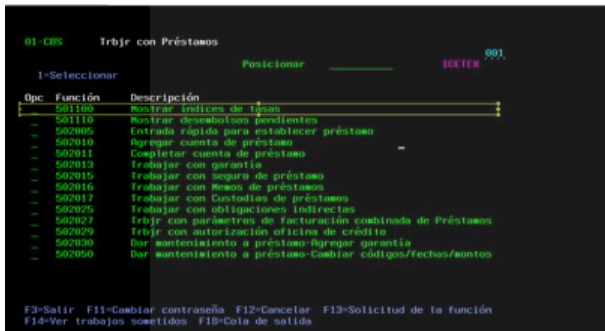 01-CBS Trbjr con Préstamos
001
Posicionar ICETEX
1=Seleccionar
Opc Función Descripción
501100 Mostrar índices de tasas
501110 Mostrar desembolsos pendientes
502005 Entrada rápida para establecer préstamo
502010 Agregar cuenta de préstamo
502011 Completar cuenta de préstamo
502013 Trabajar con garantía
502015 Trabajar con seguro de préstamo
502016 Trabajar con Memos de préstamos
502017 Trabajar con Custodias de préstamo
502025 Trabajar con obligaciones indirectas
502027 Trbjr con parámetros de facturación combinada de Préstamos
502029 Trbjr con autorización oficina de crédito
502030 Dar mantenimiento a préstamo-Agregar garantía
502050 Dar mantenimiento a préstamo-Cambiar códigos/fechas/montos
F3=Salir F11=Cambiar contraseña F12=Cancelar F13=Solicitud de la función
F14=Ver trabajos sometidos F18=Cola de salida